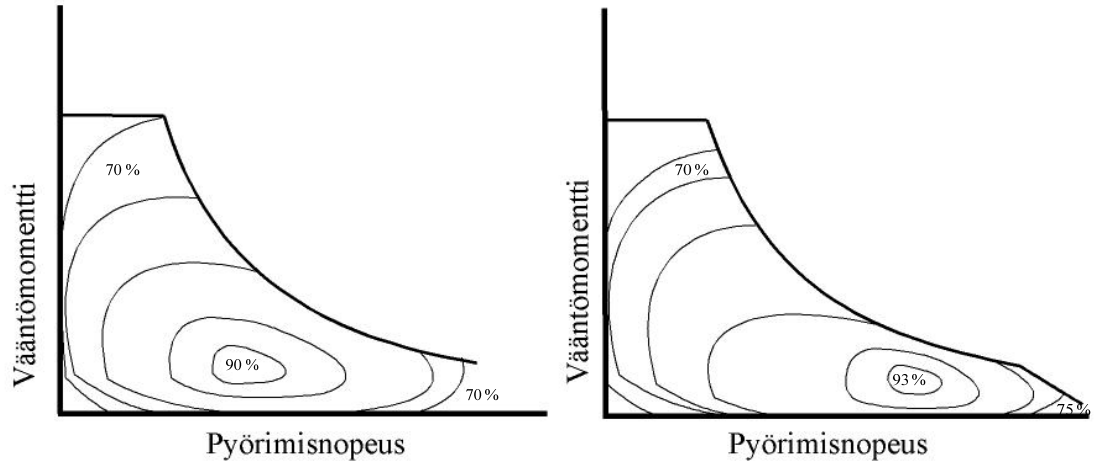 Vääntömomentti
70 %
90 %
70 %
Pyörimisnopeus
Vääntömomentti
70 %
93 %
75 %
Pyörimisnopeus